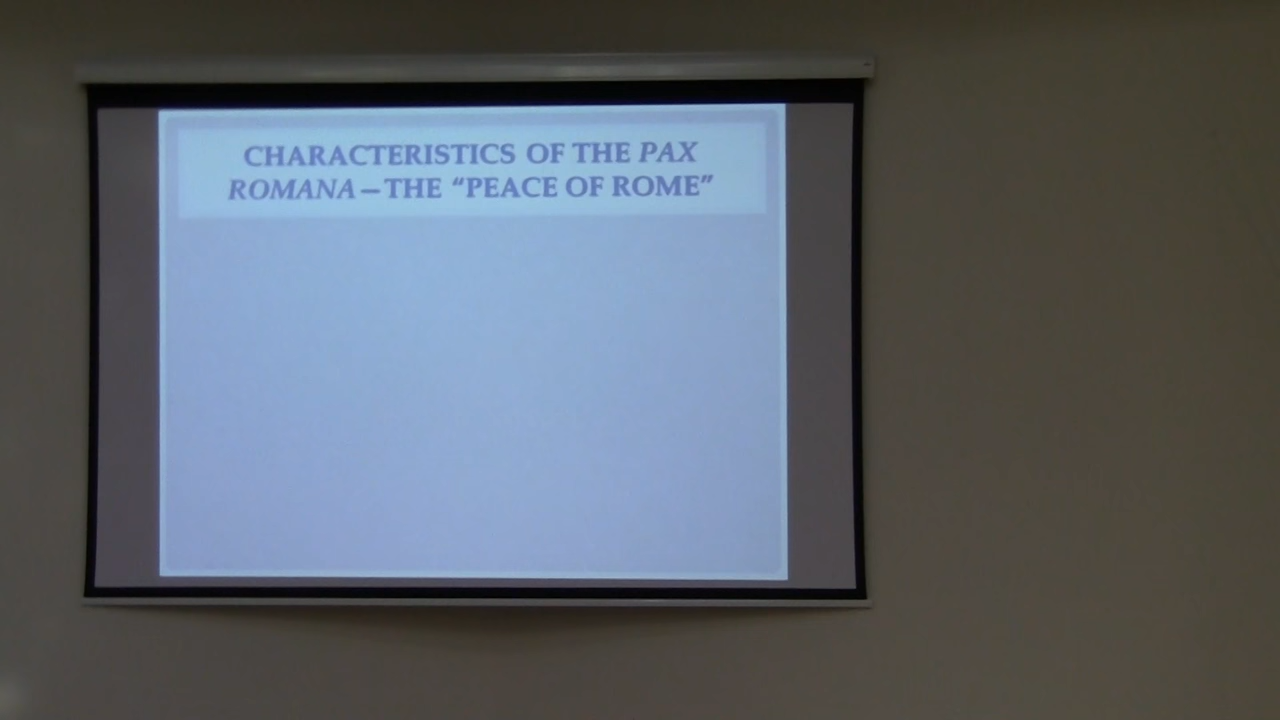 CHARACTERISTICS OF THE PAX
ROMANA—THE “PEACE OF ROME”